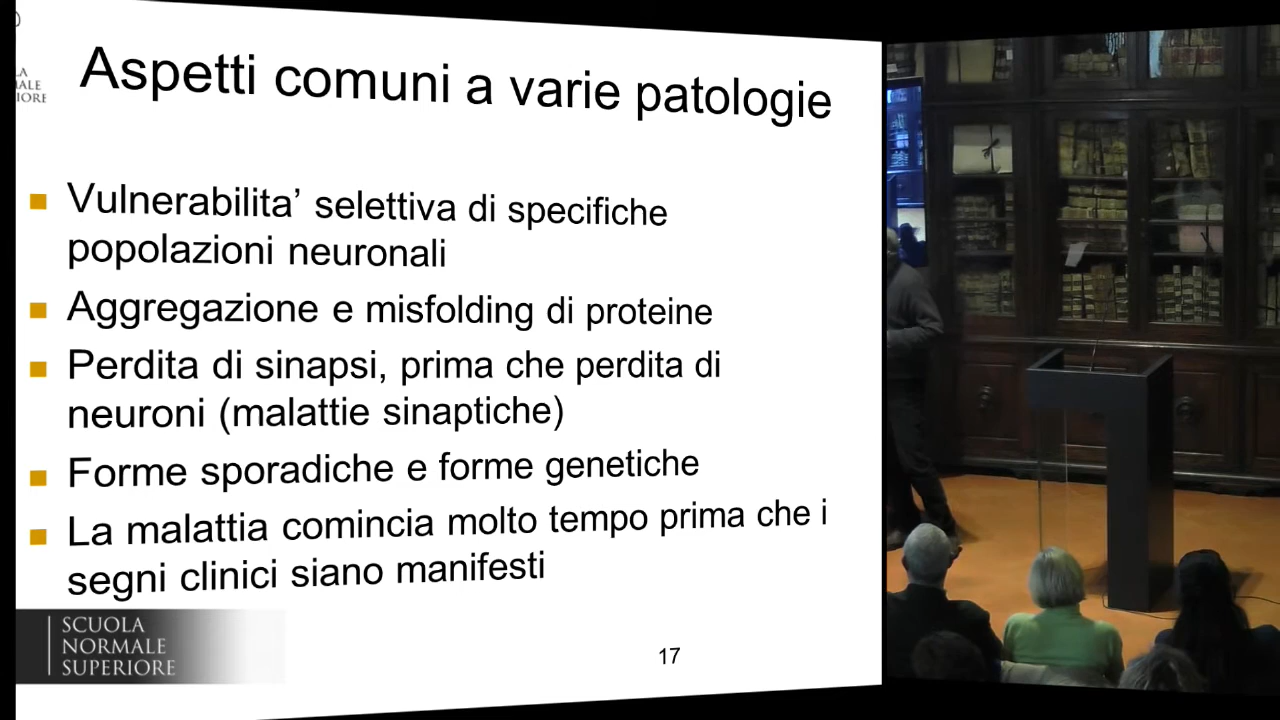 Aspetti comuni a varie patologie
Vulnerabilita’ selettiva di specifiche
popolazioni neuronali
Aggregazione e misfolding di proteine
Perdita di sinapsi, prima che perdita di
neuroni (malattie sinaptiche)
Forme sporadiche e forme genetiche
La malattia comincia molto tempo prima che i
segni clinici siano manifesti
SCUOLA
NORMALE
SUPERIORE
17